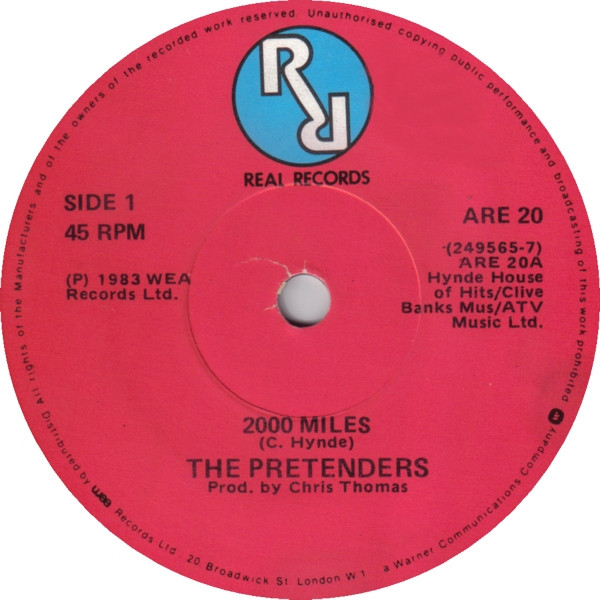 All rights of the Manufacturers and of the owners of the recorded work reserved. Unauthorised copying public performance and broadcasting of this work prohibited
RR
REAL RECORDS
SIDE 1
45 RPM
(P) 1983 WEA
Records Ltd.
ARE 20
(249565-7)
ARE 20A
Hynde House
of Hits/Clive
Banks Mus/ATV
Music Ltd.
2000 MILES
(C. Hynde)
THE PRETENDERS
Prod. by Chris Thomas
Distributed by wea Records Ltd. 20 Broadwick St London W1 a Warner Communications Company